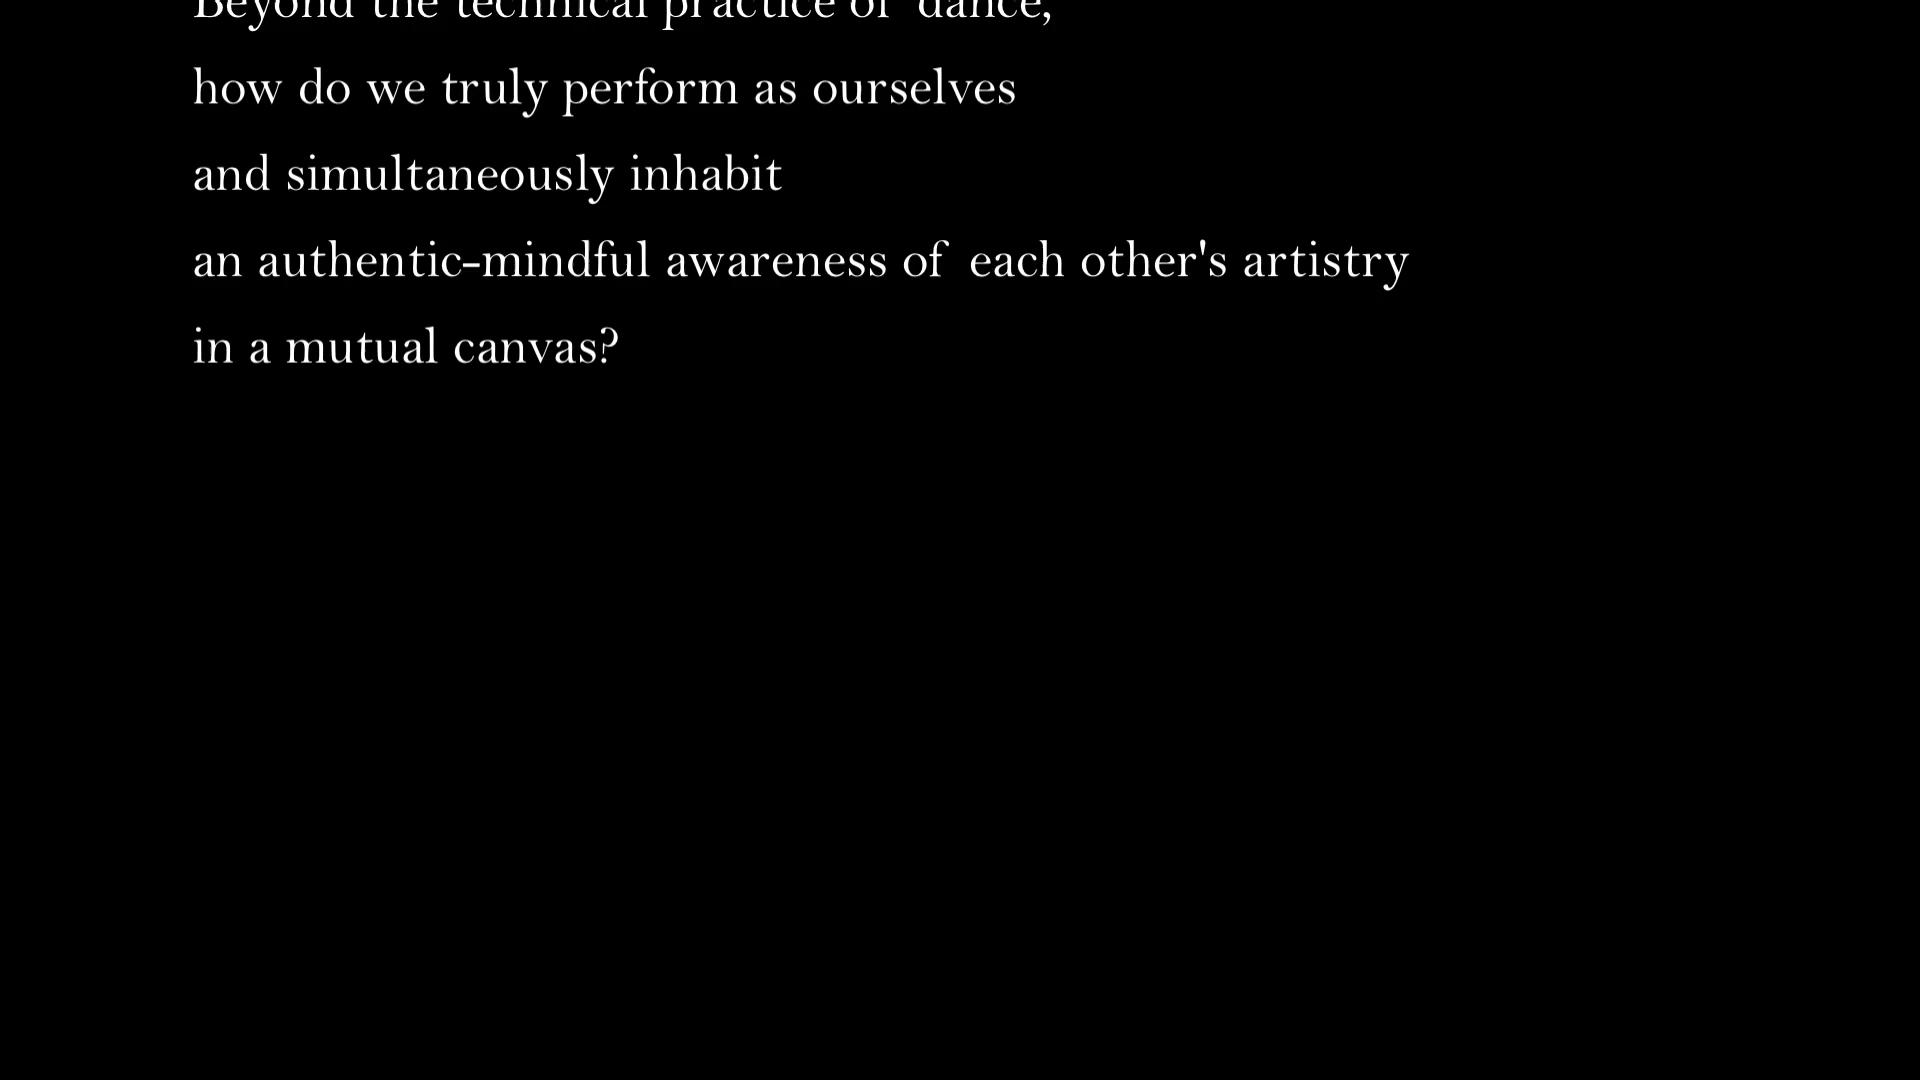 Beyond the technical practice of dance,
how do we truly perform as ourselves
and simultaneously inhabit
an authentic-mindful awareness of each other's artistry
in a mutual canvas?